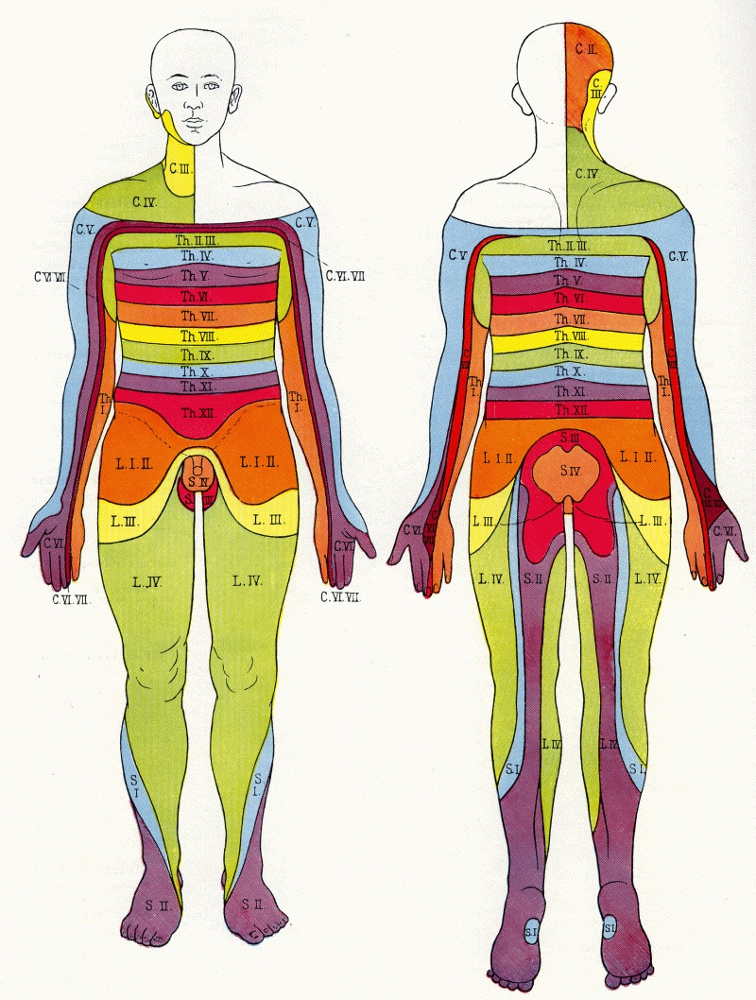 C.III.
C.IV.
C.V.
C.V.
Th.II.III.
Th.IV.
Th.V.
C.VI.VII.
C.VI.VII
Th.VI.
Th.VII.
Th.VIII.
Th.IX.
Th.X.
Th.XI.
Th.
I.
Th.
I.
Th.XII.
L.I.II.
L.I.II.
S.IV.
L.III.
L.III.
C.VI.
C.VI.
L.IV.
L.IV.
C.VI.VII.
C.VI.VII.
S.
I
S.
I.
S.II.
S.II.
C.II.
C.
III.
C.IV.
C.V
C.V.
Th.II.III.
Th.IV.
Th.V.
Th.VI.
Th.VII
Th.VIII.
Th.IX.
Th.X.
Th.XI.
Th.XII.
Th
I.
Th.
I.
S.III
S.IV.
L.I.II.
L.I.II
L.III.
L.III.
C.VI.
C.VI.
L.IV.
S.II
S.II
L.IV.
L.IV.
L.IV.
S.I
S.I.
S.I.
S.I.